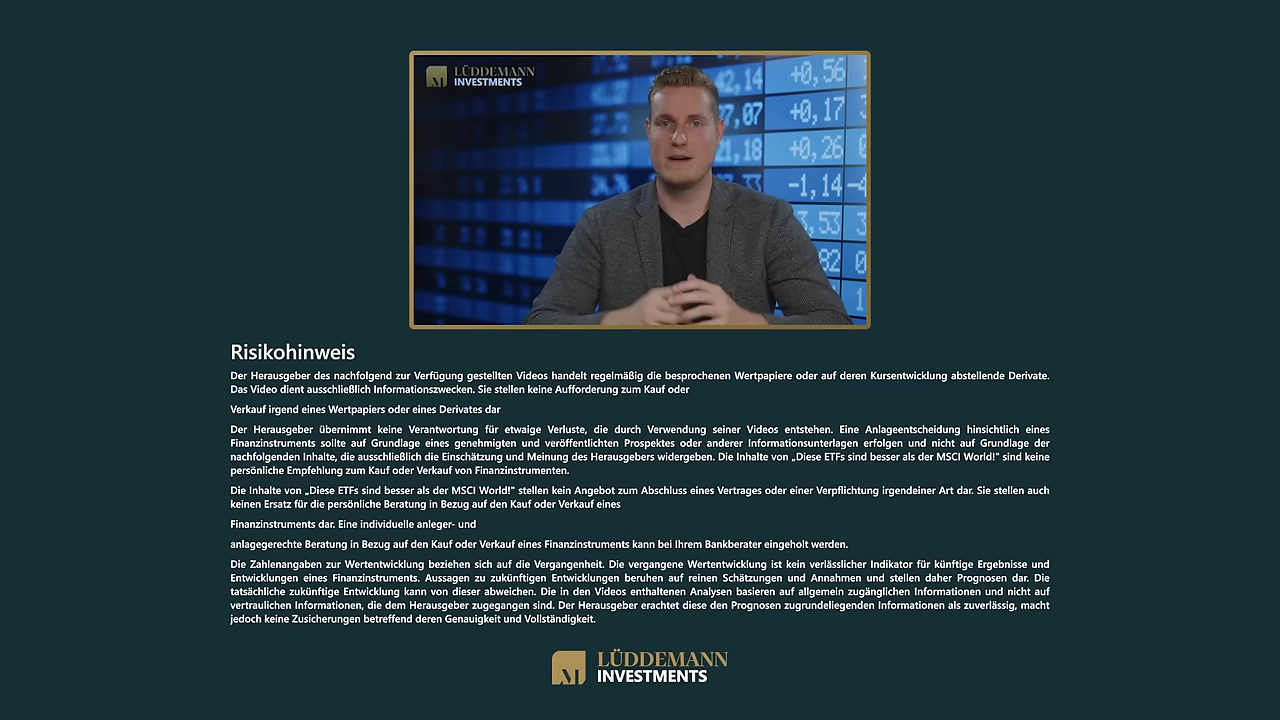 LÜDDEMANN
INVESTMENTS
42,14 +0,56
7,07 +0,17
21,18 +0,26
-1,14 -4
3,53
Risikohinweis
Der Herausgeber des nachfolgend zur Verfügung gestellten Videos handelt regelmäßig die besprochenen Wertpapiere oder auf deren Kursentwicklung abstellende Derivate.
Das Video dient ausschließlich Informationszwecken. Sie stellen keine Aufforderung zum Kauf oder
Verkauf irgend eines Wertpapiers oder eines Derivates dar
Der Herausgeber übernimmt keine Verantwortung für etwaige Verluste, die durch Verwendung seiner Videos entstehen. Eine Anlageentscheidung hinsichtlich eines
Finanzinstruments sollte auf Grundlage eines genehmigten und veröffentlichten Prospektes oder anderer Informationsunterlagen erfolgen und nicht auf Grundlage der
nachfolgenden Inhalte, die ausschließlich die Einschätzung und Meinung des Herausgebers widergeben. Die Inhalte von „Diese ETFs sind besser als der MSCI World!" sind keine
persönliche Empfehlung zum Kauf oder Verkauf von Finanzinstrumenten.
Die Inhalte von „Diese ETFs sind besser als der MSCI World!" stellen kein Angebot zum Abschluss eines Vertrages oder einer Verpflichtung irgendeiner Art dar. Sie stellen auch
keinen Ersatz für die persönliche Beratung in Bezug auf den Kauf oder Verkauf eines
Finanzinstruments dar. Eine individuelle anleger- und
anlagegerechte Beratung in Bezug auf den Kauf oder Verkauf eines Finanzinstruments kann bei Ihrem Bankberater eingeholt werden.
Die Zahlenangaben zur Wertentwicklung beziehen sich auf die Vergangenheit. Die vergangene Wertentwicklung ist kein verlässlicher Indikator für künftige Ergebnisse und
Entwicklungen eines Finanzinstruments. Aussagen zu zukünftigen Entwicklungen beruhen auf reinen Schätzungen und Annahmen und stellen daher Prognosen dar. Die
tatsächliche zukünftige Entwicklung kann von dieser abweichen. Die in den Videos enthaltenen Analysen basieren auf allgemein zugänglichen Informationen und nicht auf
vertraulichen Informationen, die dem Herausgeber zugegangen sind. Der Herausgeber erachtet diese den Prognosen zugrundeliegenden Informationen als zuverlässig, macht
jedoch keine Zusicherungen betreffend deren Genauigkeit und Vollständigkeit.
LÜDDEMANN
INVESTMENTS